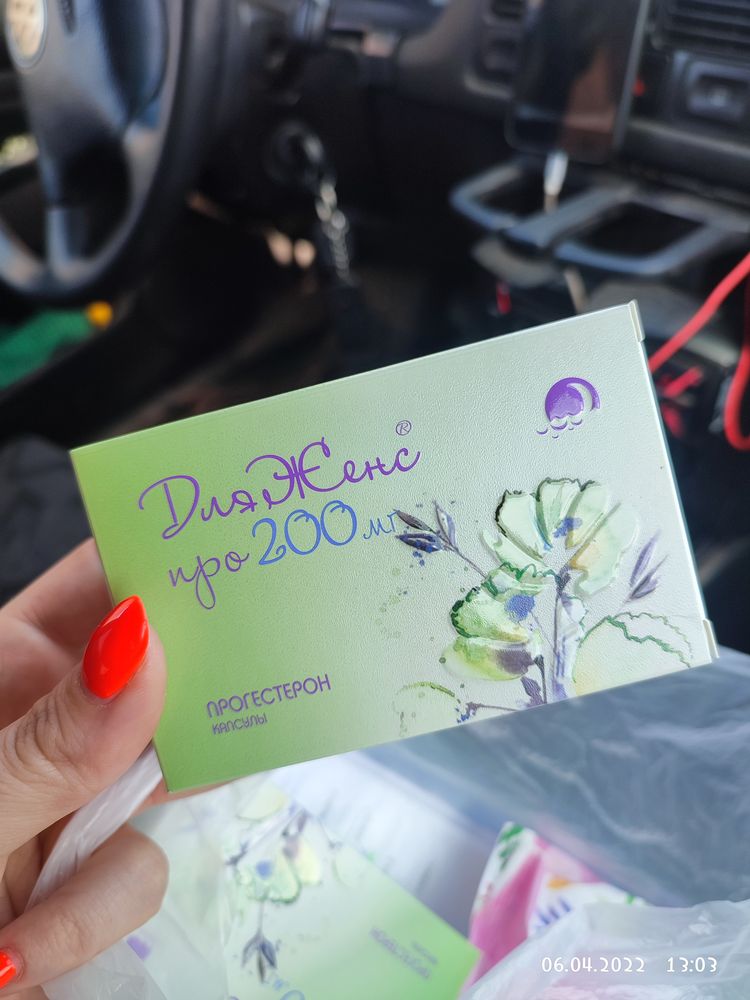 ДляЖенс®
про 200 мг
ПРОГЕСТЕРОН
КАПСУЛЫ
06.04.2022 13:03